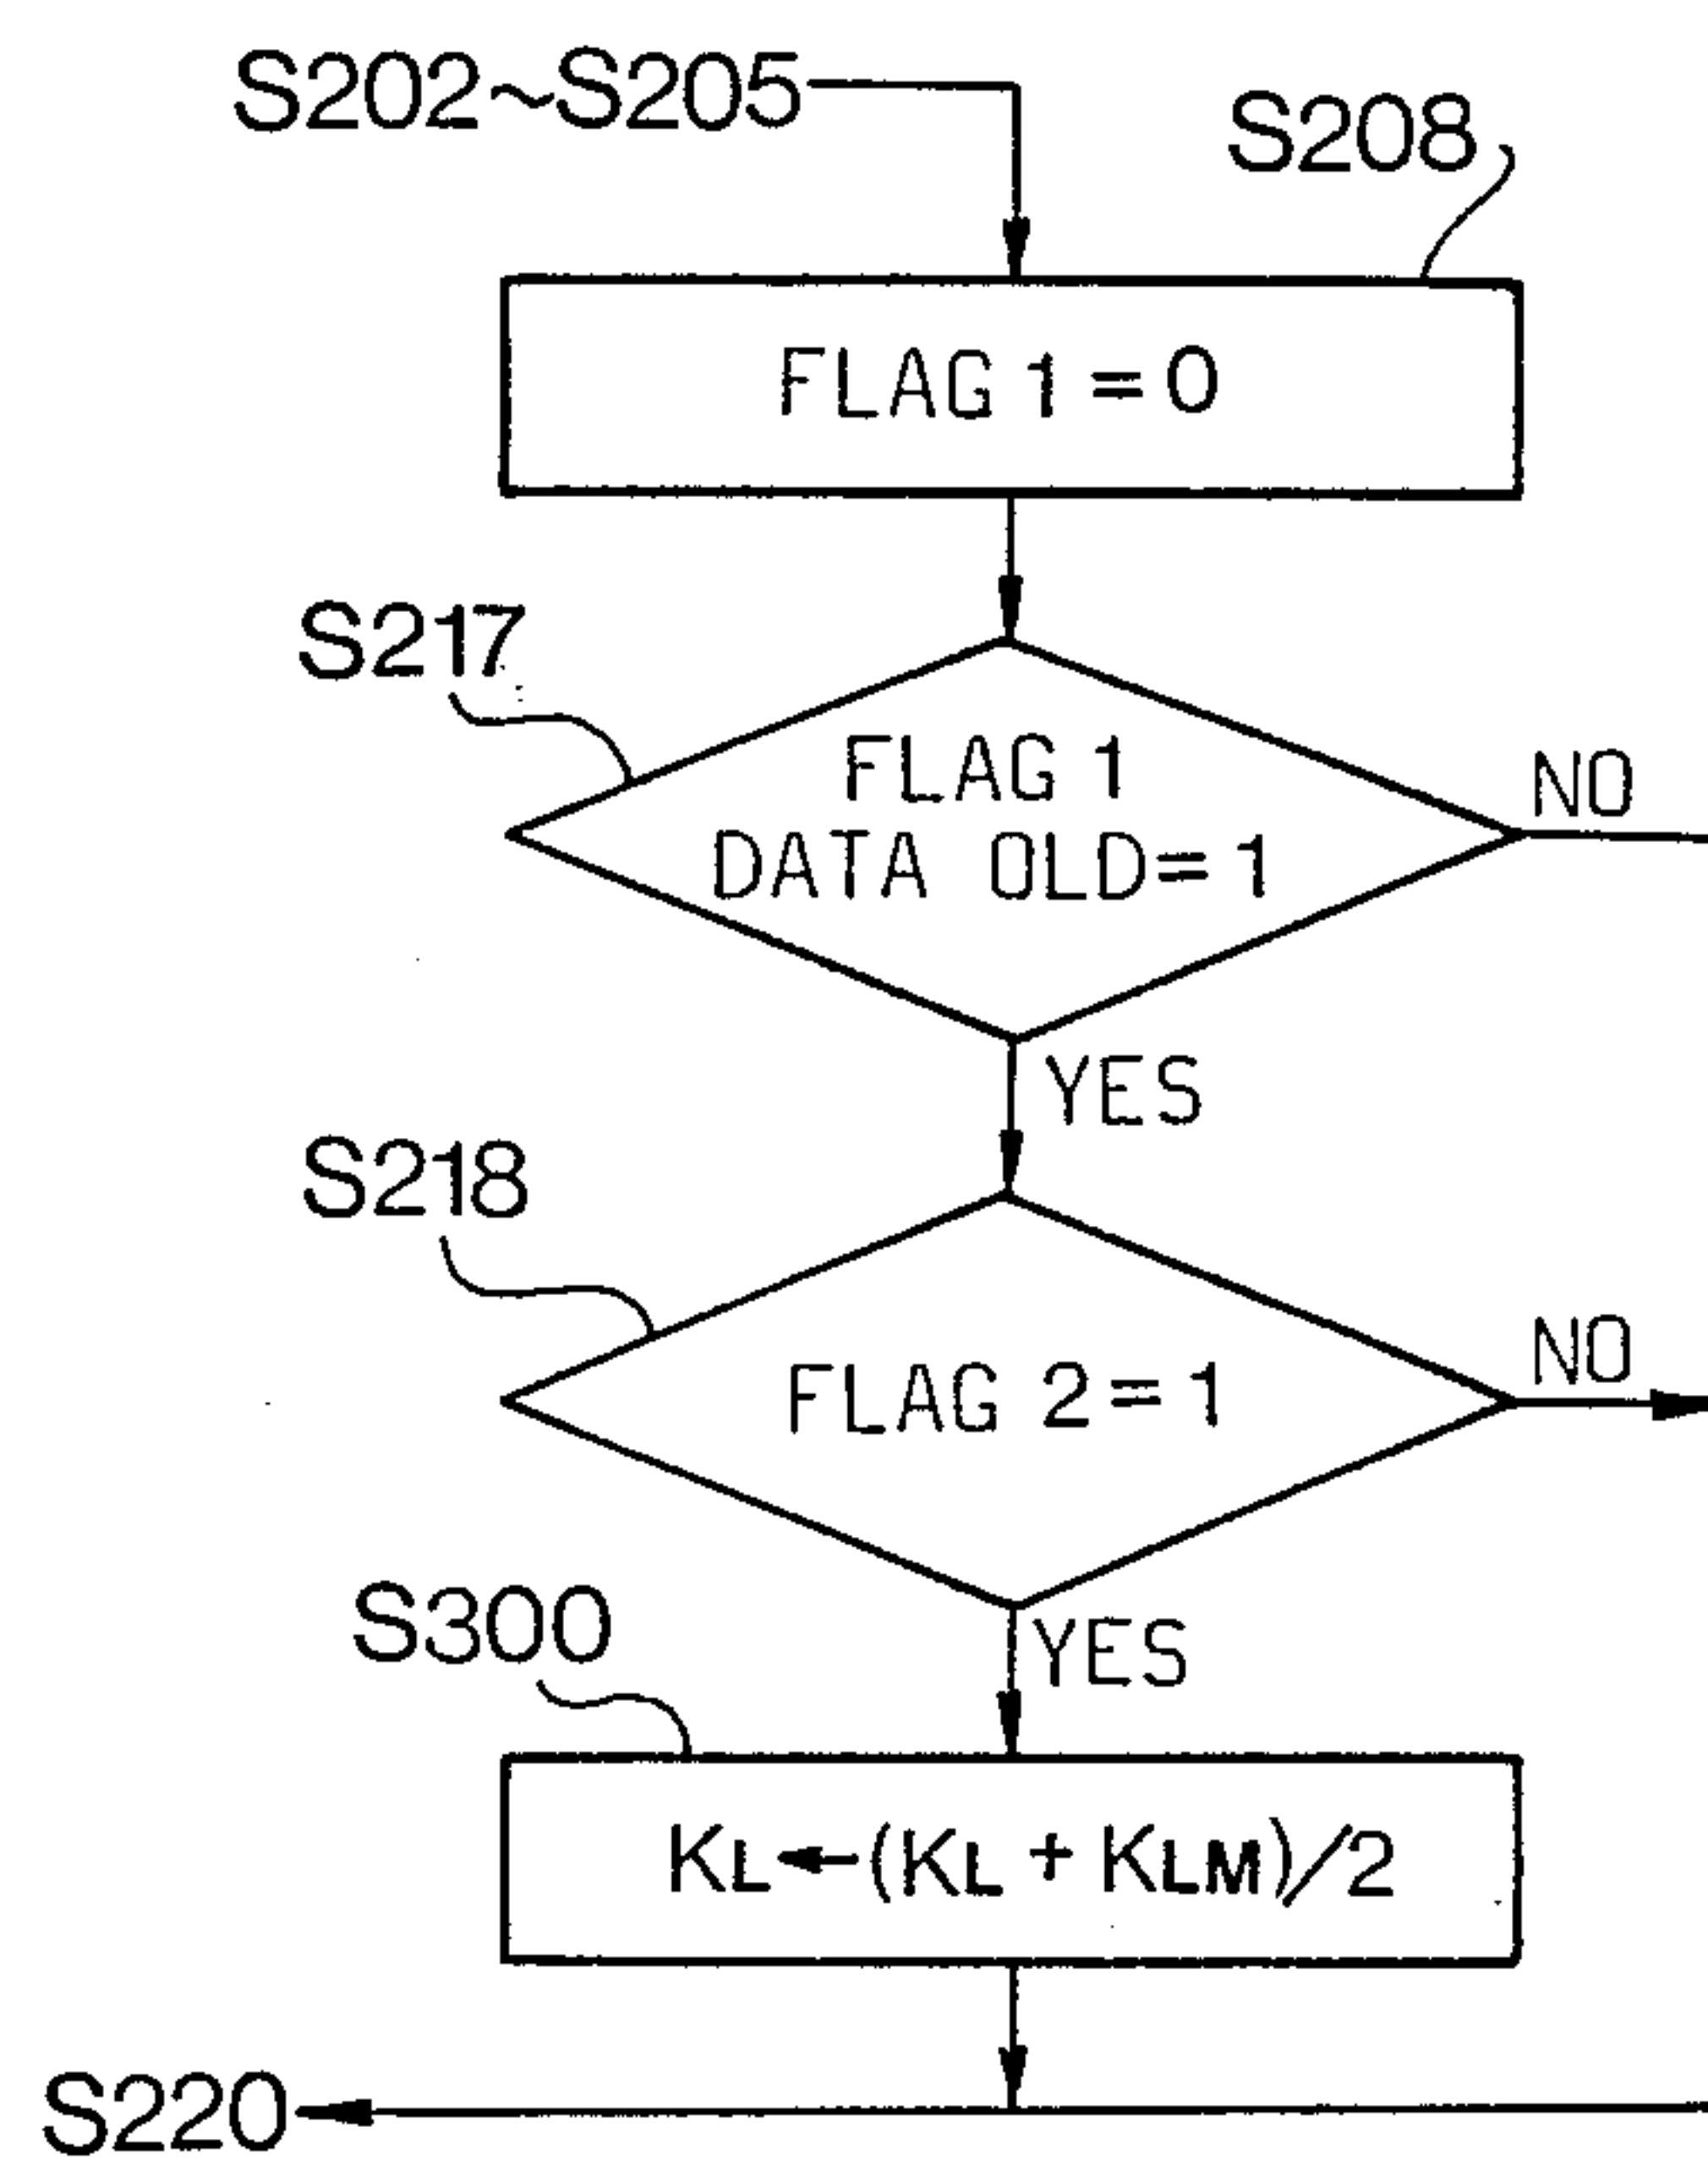 S202~S205
S208
FLAG 1 = 0
S217
FLAG 1
DATA OLD = 1
NO
YES
S218
FLAG 2 = 1
NO
YES
S300
KL←(KL + KLM)/2
S220